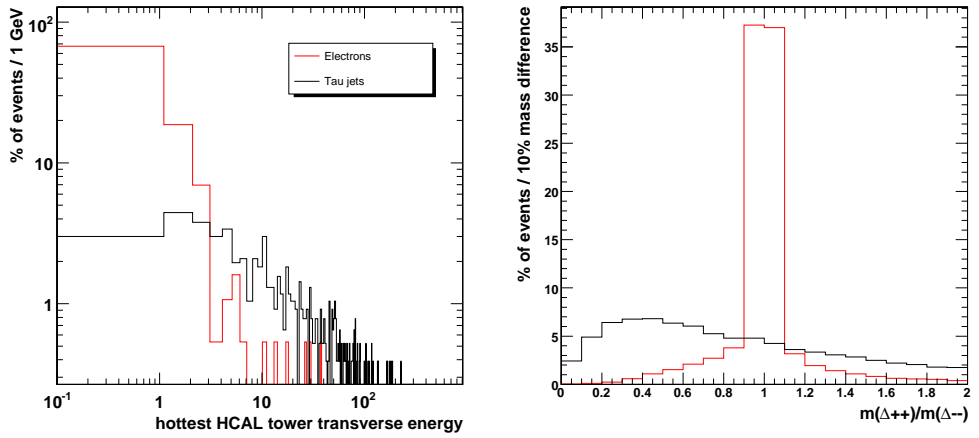 % of events / 1 GeV
10²
10
1
Electrons
Tau jets
10⁻¹ 1 10 10²
hottest HCAL tower transverse energy
% of events / 10% mass difference
35
30
25
20
15
10
5
0
0 0.2 0.4 0.6 0.8 1 1.2 1.4 1.6 1.8 2
m(Δ++)/m(Δ--)